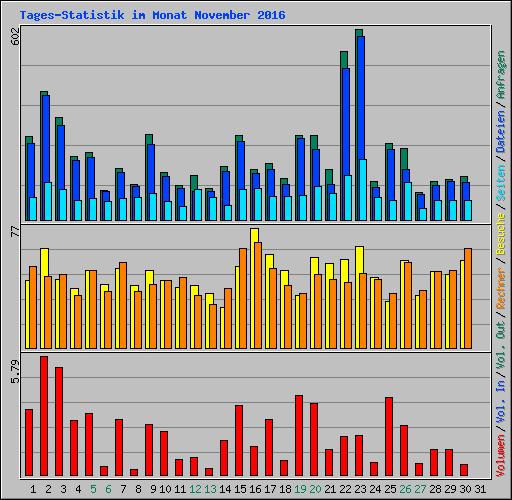 Tages-Statistik im Monat November 2016
602
77
5.79
Volumen / Vol. In / Vol. Out / Rechner / Besuche / Seiten / Dateien / Anfragen
1 2 3 4 5 6 7 8 9 10 11 12 13 14 15 16 17 18 19 20 21 22 23 24 25 26 27 28 29 30 31